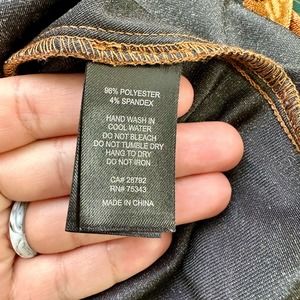 96% POLYESTER
4% SPANDEX
HAND WASH IN
COOL WATER
DO NOT BLEACH
DO NOT TUMBLE DRY
HANG TO DRY
DO NOT IRON
CA# 26792
RN# 75343
MADE IN CHINA